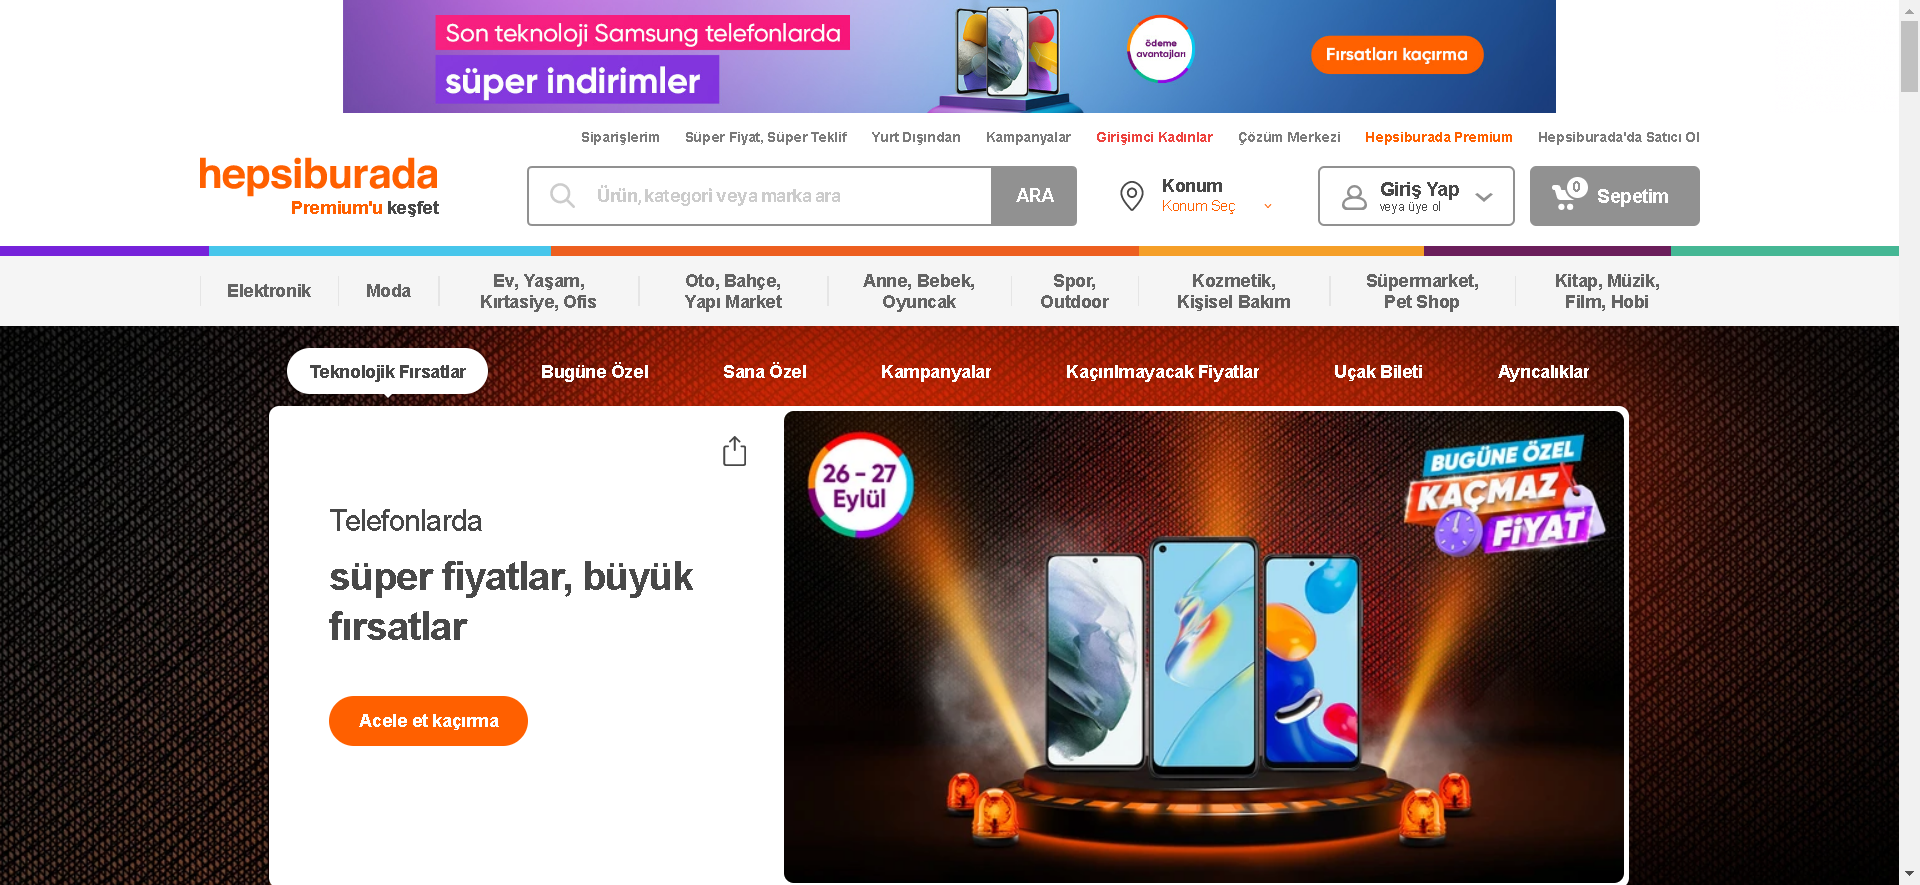 Son teknoloji Samsung telefonlarda
süper indirimler
ödeme
avantajları
Fırsatları kaçırma
Siparişlerim Süper Fiyat, Süper Teklif Yurt Dışından Kampanyalar Girişimci Kadınlar Çözüm Merkezi Hepsiburada Premium Hepsiburada'da Satıcı Ol
hepsiburada
Premium'u keşfet
Ürün, kategori veya marka ara
ARA
Konum
Konum Seç
Giriş Yap
veya üye ol
0
Sepetim
Elektronik
Moda
Ev, Yaşam,
Kırtasiye, Ofis
Oto, Bahçe,
Yapı Market
Anne, Bebek,
Oyuncak
Spor,
Outdoor
Kozmetik,
Kişisel Bakım
Süpermarket,
Pet Shop
Kitap, Müzik,
Film, Hobi
Teknolojik Fırsatlar Bugüne Özel Sana Özel Kampanyalar Kaçırılmayacak Fiyatlar Uçak Bileti Ayrıcalıklar
Telefonlarda
süper fiyatlar, büyük
fırsatlar
Acele et kaçırma
26 - 27
Eylül
BUGÜNE ÖZEL
KAÇMAZ
FİYAT